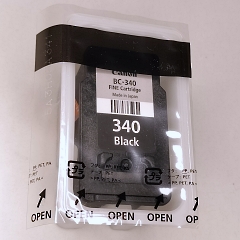 Canon
BC-340
FINE Cartridge
Made in Japan
340
Black
OPEN
OPEN
OPEN
OPEN